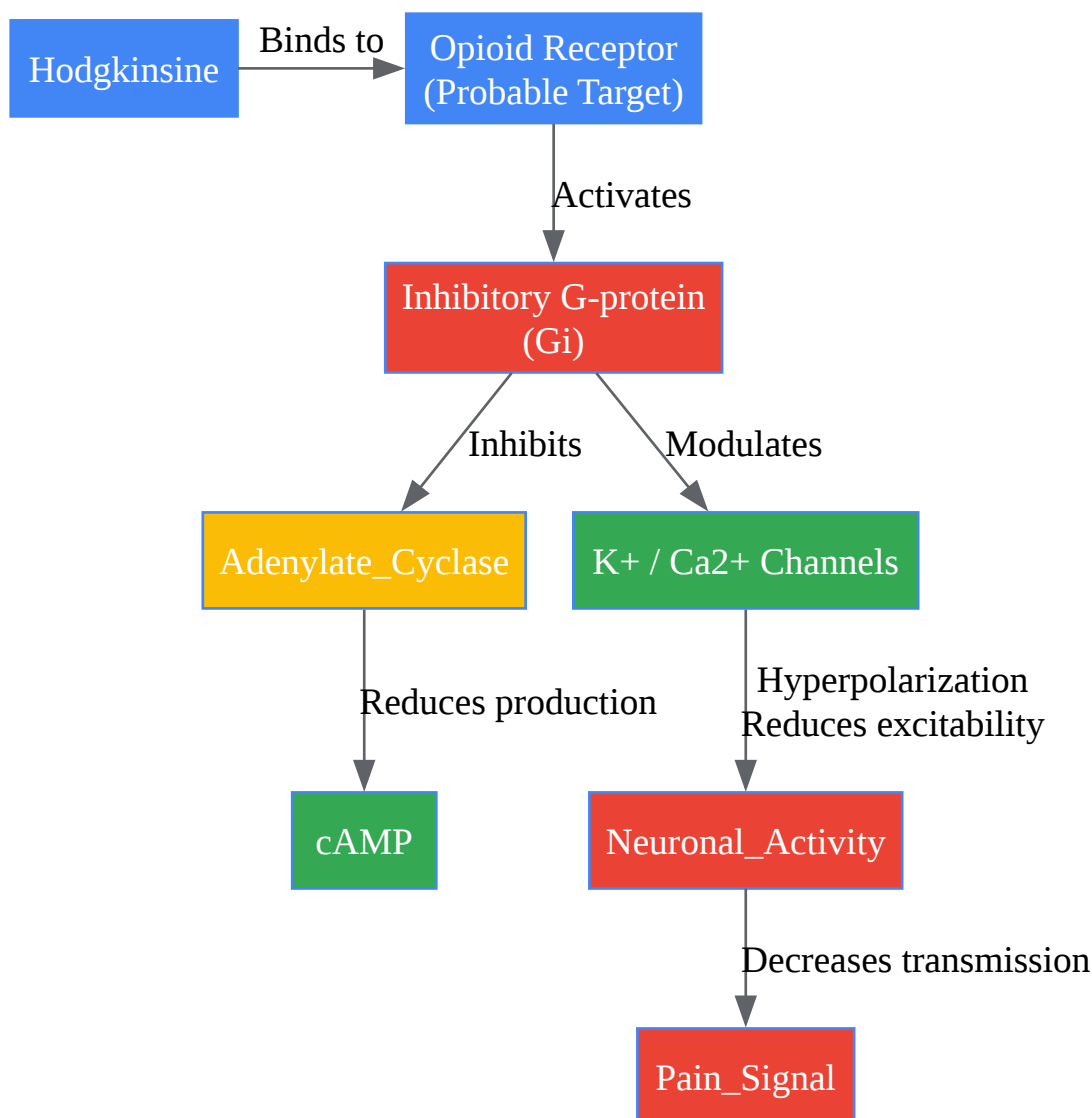 Hodgkinsine
Binds to
Opioid Receptor
(Probable Target)
Activates
Inhibitory G-protein
(Gi)
Inhibits
Modulates
Adenylate_Cyclase
K+ / Ca2+ Channels
Reduces production
Hyperpolarization
Reduces excitability
cAMP
Neuronal_Activity
Decreases transmission
Pain_Signal